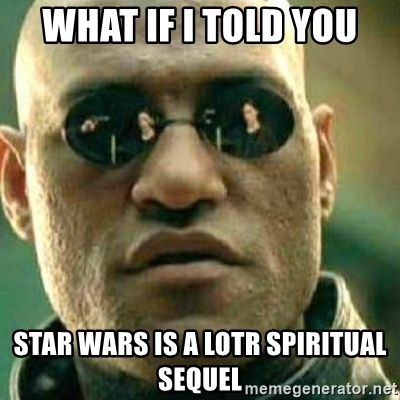 WHAT IF I TOLD YOU
STAR WARS IS A LOTR SPIRITUAL
SEQUEL
memegenerator.net